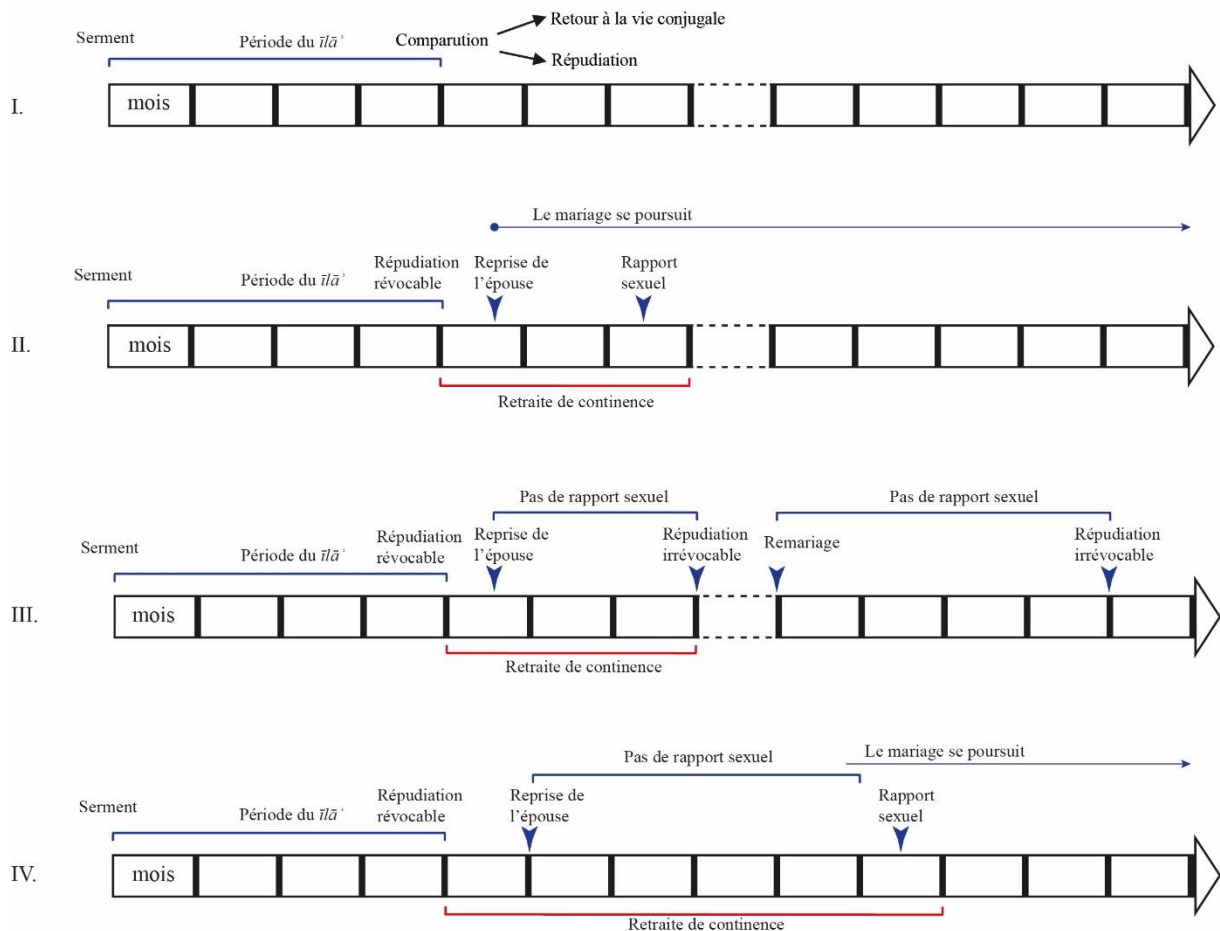 Retour à la vie conjugale
Serment
Période du īlāʾ
Comparution
Répudiation
I.
mois
Le mariage se poursuit
Serment
Période du īlāʾ
Répudiation
révocable
Reprise de
l’épouse
Rapport
sexuel
II.
mois
Retraite de continence
Pas de rapport sexuel
Pas de rapport sexuel
Serment
Période du īlāʾ
Répudiation
révocable
Reprise de
l’épouse
Répudiation
irrévocable
Remariage
Répudiation
irrévocable
III.
mois
Retraite de continence
Pas de rapport sexuel
Le mariage se poursuit
Serment
Période du īlāʾ
Répudiation
révocable
Reprise de
l’épouse
Rapport
sexuel
IV.
mois
Retraite de continence